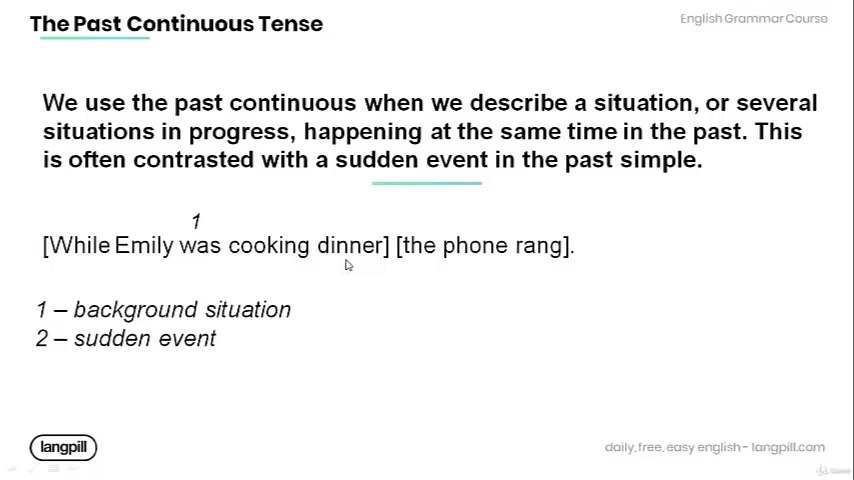 The Past Continuous Tense
English Grammar Course
We use the past continuous when we describe a situation, or several
situations in progress, happening at the same time in the past. This
is often contrasted with a sudden event in the past simple.
1
[While Emily was cooking dinner] [the phone rang].
1 – background situation
2 – sudden event
langpill
daily, free, easy english - langpill.com